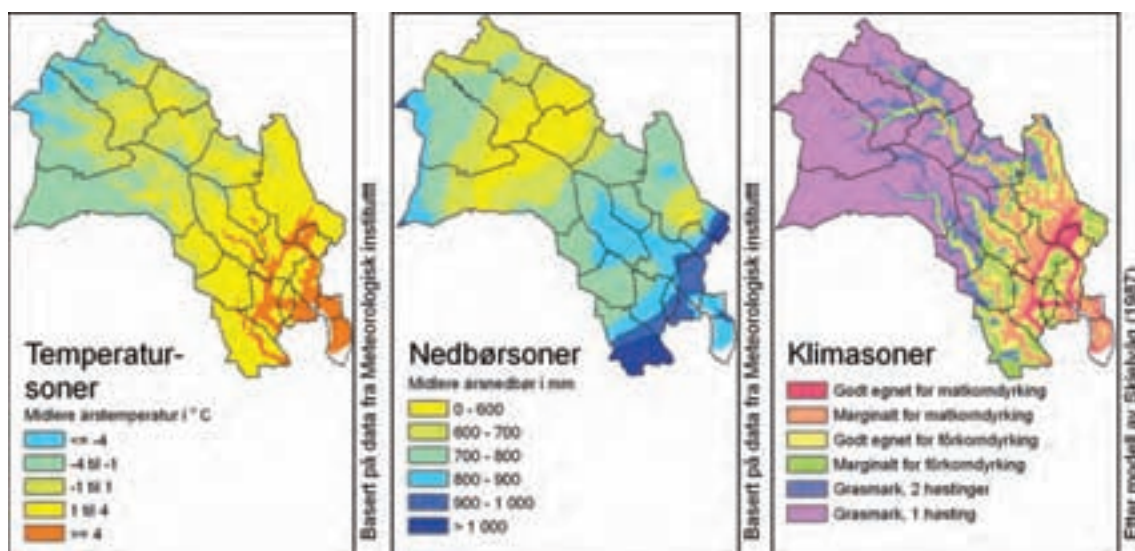 Temperatur-
soner
Midlere årstemperatur i ° C
<= -4
-4 til -1
-1 til 1
1 til 4
>= 4
Basert på data fra Meteorologisk institutt
Nedbørsoner
Midlere årsnedbør i mm
0 - 600
600 - 700
700 - 800
800 - 900
900 - 1 000
> 1 000
Basert på data fra Meteorologisk institutt
Klimasoner
Godt egnet for matkorndyrking
Marginalt for matkorndyrking
Godt egnet for fôrkorndyrking
Marginalt for fôrkorndyrking
Grasmark, 2 høstinger
Grasmark, 1 høsting
Etter modell av Skjelvåg (1987)